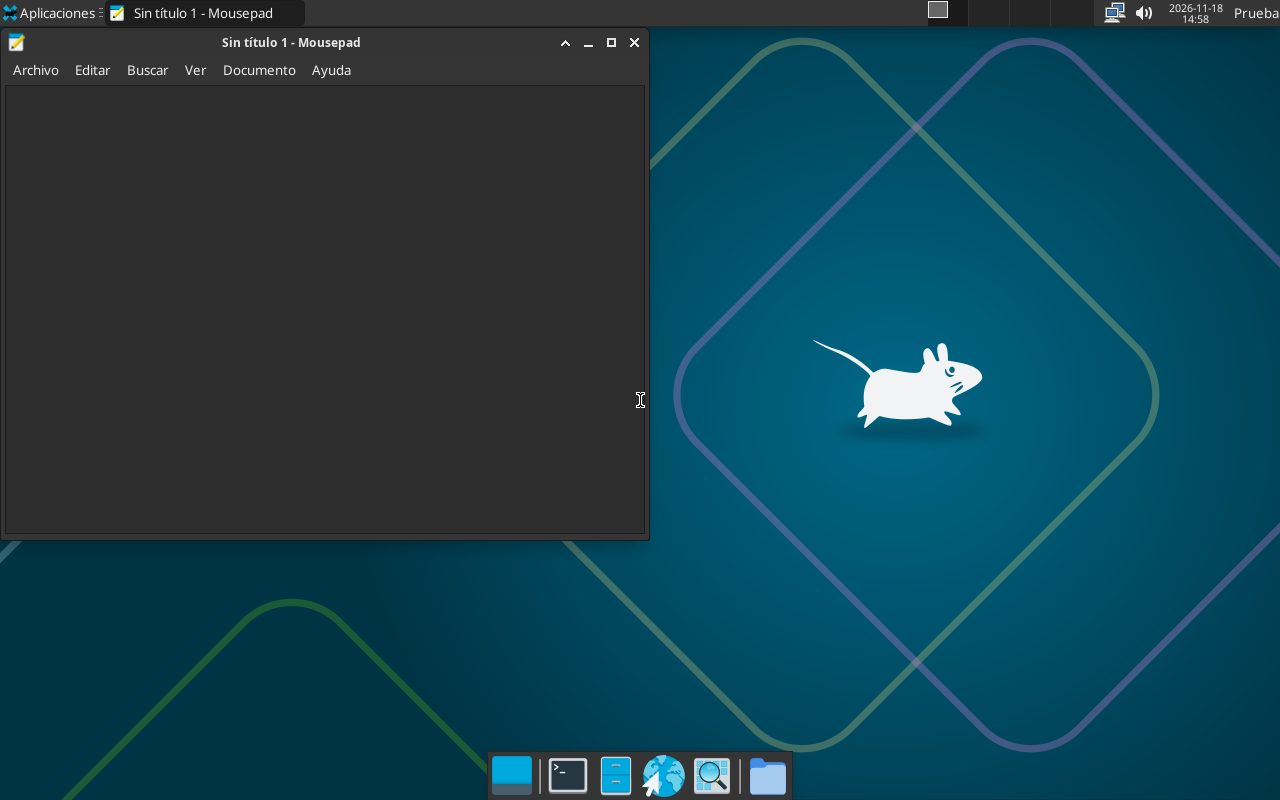 Aplicaciones
Sin título 1 - Mousepad
2026-11-18
14:58
Prueba
Sin título 1 - Mousepad
Archivo Editar Buscar Ver Documento Ayuda